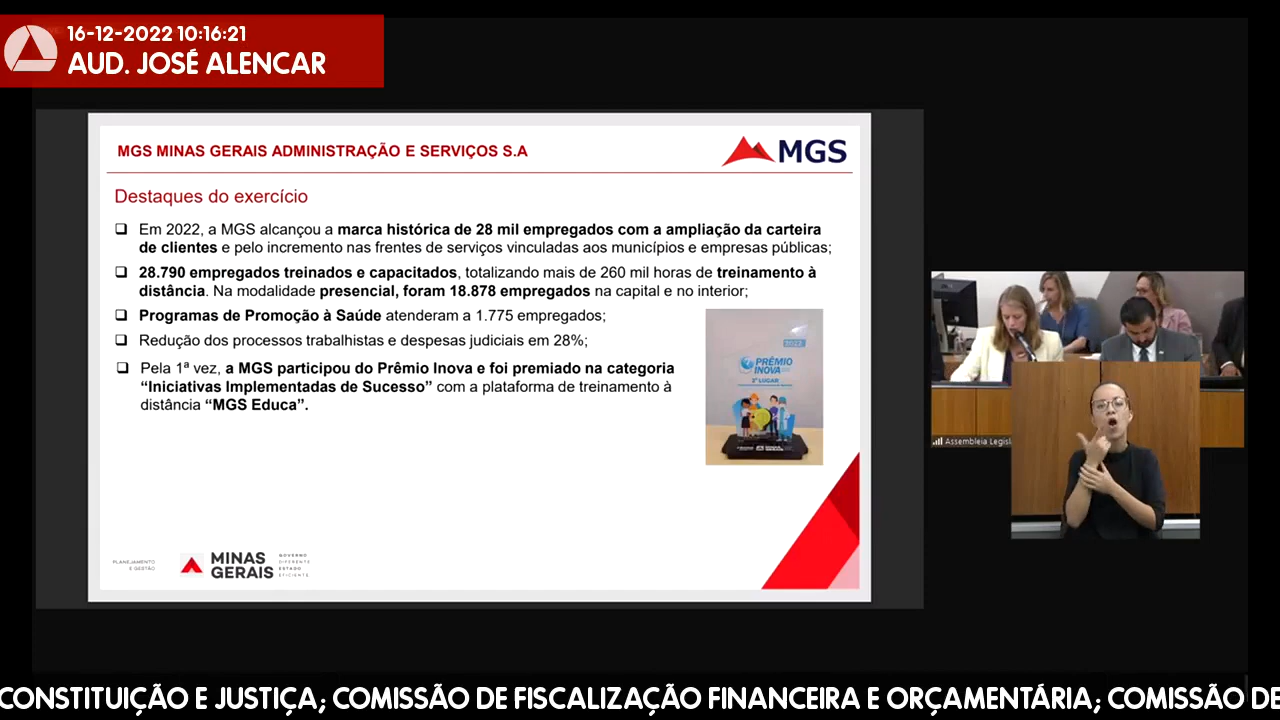 16-12-2022 10:16:21
AUD. JOSÉ ALENCAR
MGS MINAS GERAIS ADMINISTRAÇÃO E SERVIÇOS S.A
MGS
Destaques do exercício
Em 2022, a MGS alcançou a marca histórica de 28 mil empregados com a ampliação da carteira
de clientes e pelo incremento nas frentes de serviços vinculadas aos municípios e empresas públicas;
28.790 empregados treinados e capacitados, totalizando mais de 260 mil horas de treinamento à
distância. Na modalidade presencial, foram 18.878 empregados na capital e no interior;
Programas de Promoção à Saúde atenderam a 1.775 empregados;
Redução dos processos trabalhistas e despesas judiciais em 28%;
Pela 1ª vez, a MGS participou do Prêmio Inova e foi premiado na categoria
“Iniciativas Implementadas de Sucesso” com a plataforma de treinamento à
distância “MGS Educa”.
2022
PRÊMIO
INOVA
2º LUGAR
Assembleia Legisl
PLANEJAMENTO
E GESTÃO
MINAS
GERAIS
GOVERNO
DIFERENTE
ESTADO
EFICIENTE
CONSTITUIÇÃO E JUSTIÇA; COMISSÃO DE FISCALIZAÇÃO FINANCEIRA E ORÇAMENTÁRIA; COMISSÃO DE